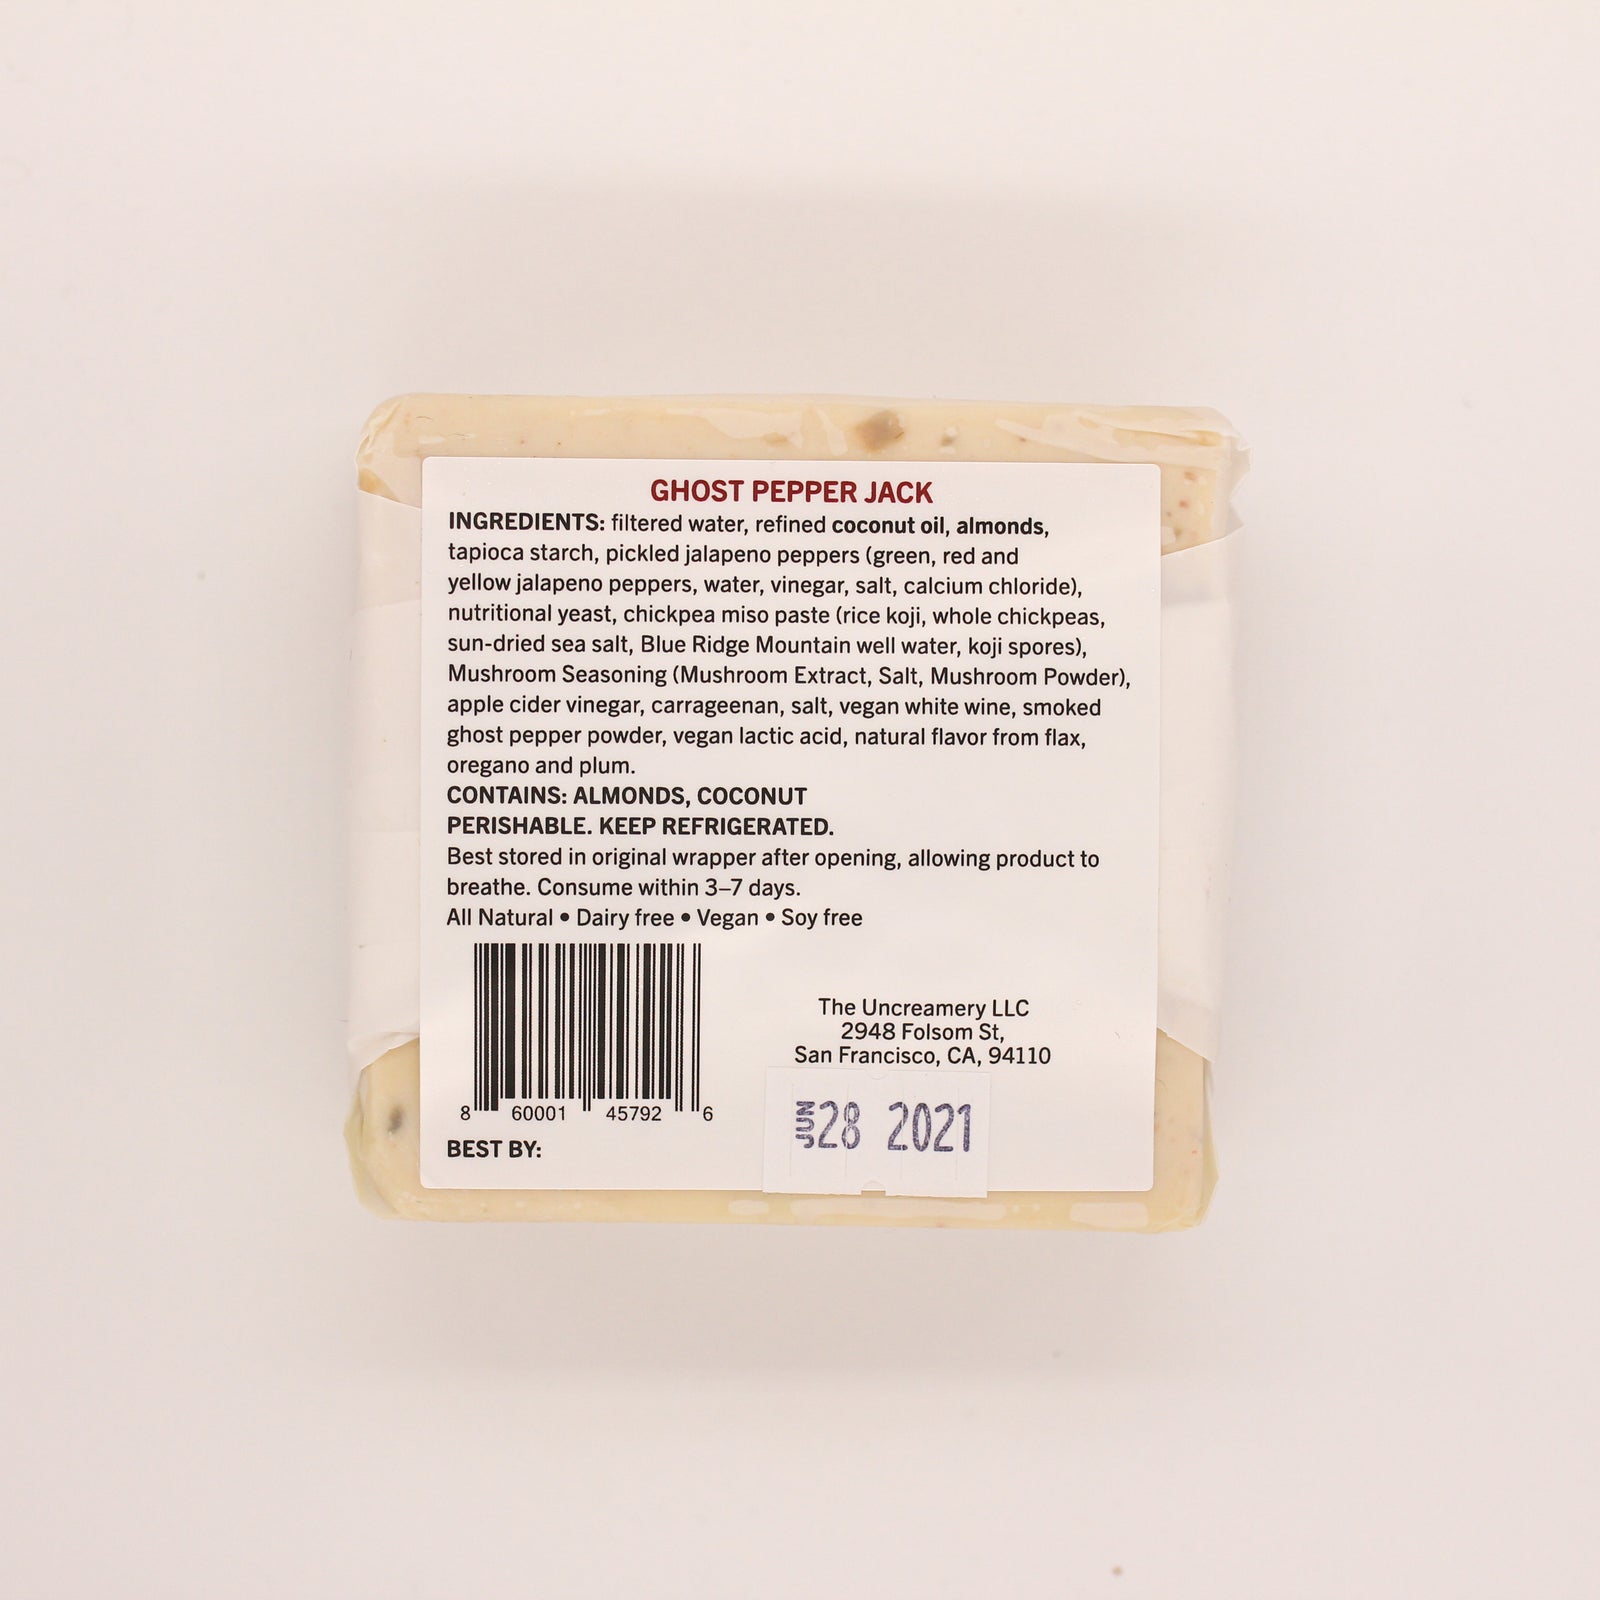 GHOST PEPPER JACK
INGREDIENTS: filtered water, refined coconut oil, almonds,
tapioca starch, pickled jalapeno peppers (green, red and
yellow jalapeno peppers, water, vinegar, salt, calcium chloride),
nutritional yeast, chickpea miso paste (rice koji, whole chickpeas,
sun-dried sea salt, Blue Ridge Mountain well water, koji spores),
Mushroom Seasoning (Mushroom Extract, Salt, Mushroom Powder),
apple cider vinegar, carrageenan, salt, vegan white wine, smoked
ghost pepper powder, vegan lactic acid, natural flavor from flax,
oregano and plum.
CONTAINS: ALMONDS, COCONUT
PERISHABLE. KEEP REFRIGERATED.
Best stored in original wrapper after opening, allowing product to
breathe. Consume within 3–7 days.
All Natural • Dairy free • Vegan • Soy free
The Uncreamery LLC
2948 Folsom St,
San Francisco, CA, 94110
8 60001 45792 6
BEST BY:
JUN 28 2021